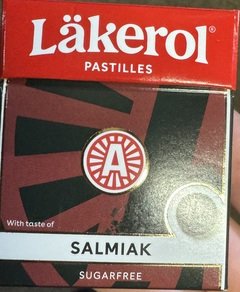 Läkerol®
PASTILLES
A
With taste of
SALMIAK
SUGARFREE